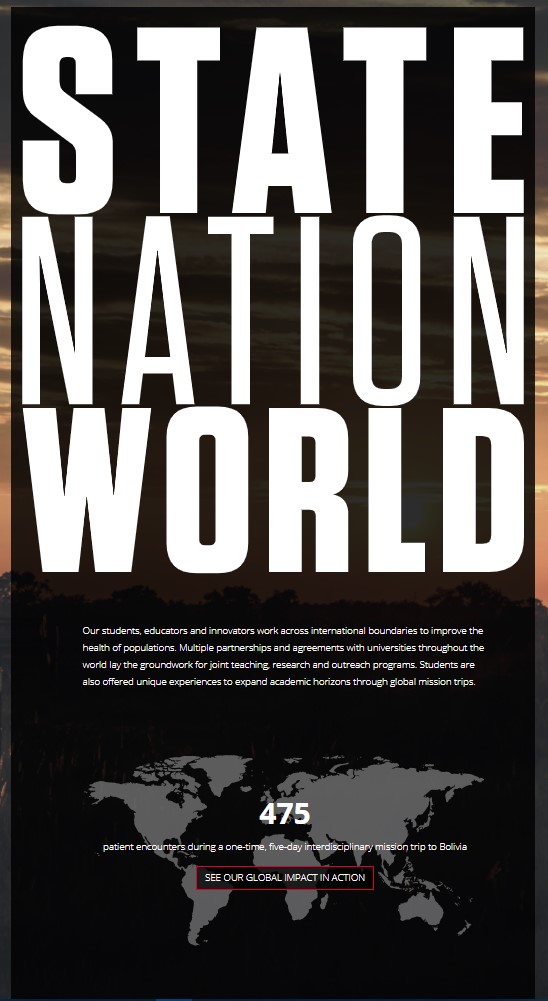 STATE
NATION
WORLD
Our students, educators and innovators work across international boundaries to improve the
health of populations. Multiple partnerships and agreements with universities throughout the
world lay the groundwork for joint teaching, research and outreach programs. Students are
also offered unique experiences to expand academic horizons through global mission trips.
475
patient encounters during a one-time, five-day interdisciplinary mission trip to Bolivia
SEE OUR GLOBAL IMPACT IN ACTION